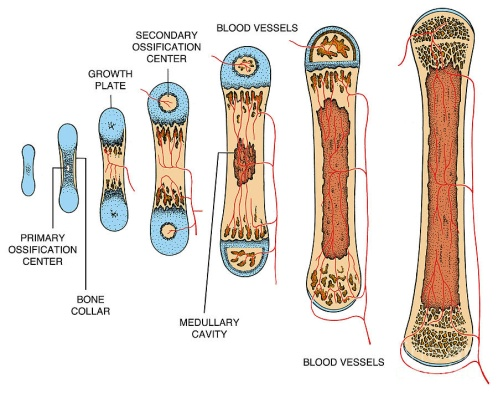 BLOOD VESSELS
SECONDARY
OSSIFICATION
CENTER
GROWTH
PLATE
PRIMARY
OSSIFICATION
CENTER
BONE
COLLAR
MEDULLARY
CAVITY
BLOOD VESSELS